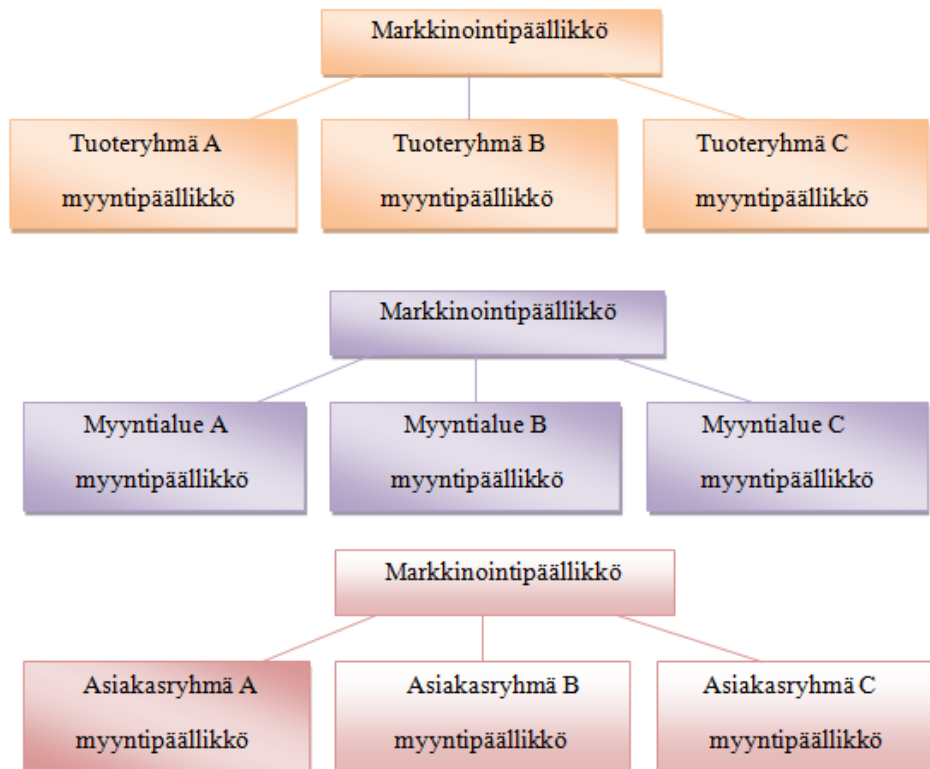 Markkinointipäällikkö
Tuoteryhmä A
myyntipäällikkö
Tuoteryhmä B
myyntipäällikkö
Tuoteryhmä C
myyntipäällikkö
Markkinointipäällikkö
Myyntialue A
myyntipäällikkö
Myyntialue B
myyntipäällikkö
Myyntialue C
myyntipäällikkö
Markkinointipäällikkö
Asiakasryhmä A
myyntipäällikkö
Asiakasryhmä B
myyntipäällikkö
Asiakasryhmä C
myyntipäällikkö